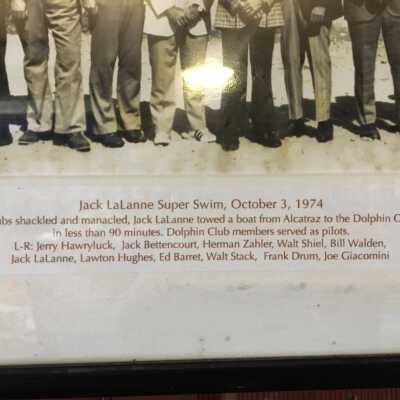 Jack LaLanne Super Swim, October 3, 1974
shackled and manacled, Jack LaLanne towed a boat from Alcatraz to the Dolphin
in less than 90 minutes. Dolphin Club members served as pilots.
L-R: Jerry Hawryluck, Jack Bettencourt, Herman Zahler, Walt Shiel, Bill Walden,
Jack LaLanne, Lawton Hughes, Ed Barret, Walt Stack, Frank Drum, Joe Giacomini